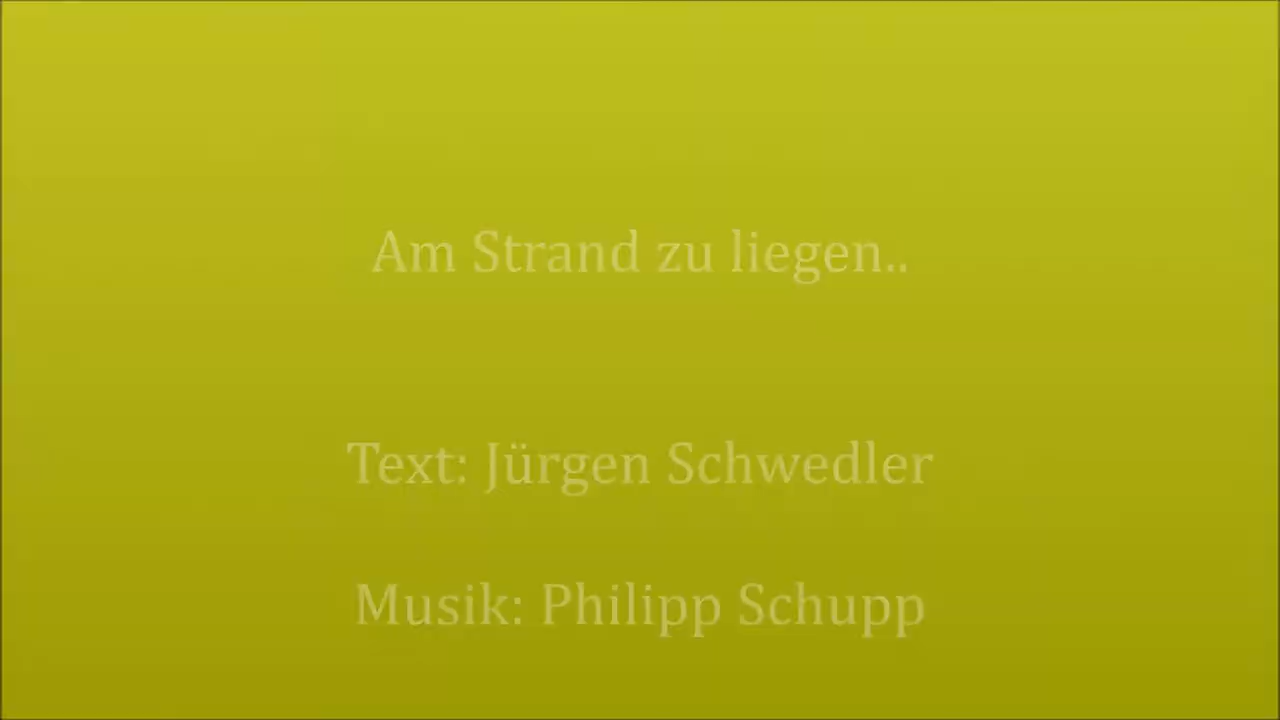 Am Strand zu liegen..
Text: Jürgen Schwedler
Musik: Philipp Schupp